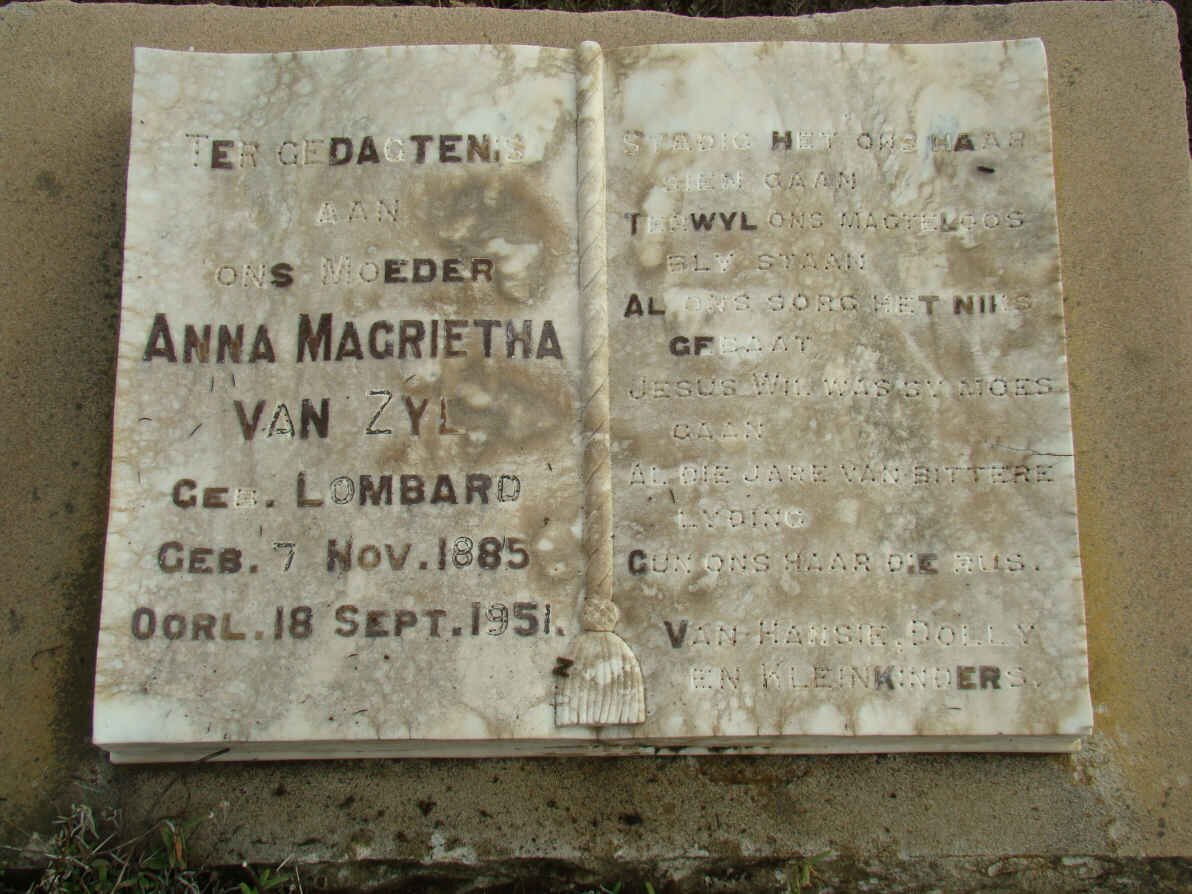 TER GEDAGTENIS
AAN
ONS MOEDER
ANNA MAGRIETHA
VAN ZYL
GEB. LOMBARD
GEB. 7 NOV. 1885
OORL. 18 SEPT. 1951.
STADIG HET ONS HAAR
SIEN GAAN
TERWYL ONS MAGTELOOS
BLY STAAN
AL ONS SORG HET NIKS
GEBAAT
JESUS WIL WAS SY MOES
GAAN
AL DIE JARE VAN BITTERE
LYDING
GUN ONS HAAR DIE RUS.
VAN HANSIE, DOLLY
EN KLEINKINDERS.